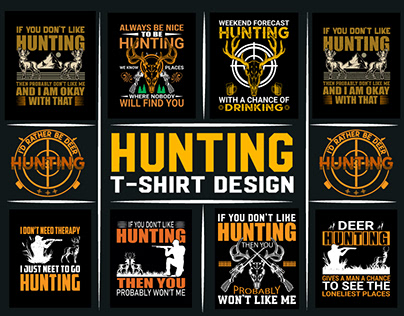 IF YOU DON'T LIKE
HUNTING
THEN PROBABLY DON'T LIKE ME
AND I AM OKAY
WITH THAT
ALWAYS BE NICE
TO BE
HUNTING
WE KNOW PLACES
WHERE NOBODY
WILL FIND YOU
WEEKEND FORECAST
HUNTING
WITH A CHANCE OF
DRINKING
IF YOU DON'T LIKE
HUNTING
THEN PROBABLY DON'T LIKE ME
AND I AM OKAY
WITH THAT
I'D RATHER BE DEER
HUNTING
HUNTING
T-SHIRT DESIGN
I'D RATHER BE DEER
HUNTING
I DON'T NEED THERAPY
I JUST NEET TO GO
HUNTING
IF YOU DON'T LIKE
HUNTING
THEN YOU
PROBABLY WON'T ME
IF YOU DON'T LIKE
HUNTING
THEN YOU
PROBABLY
WON'T LIKE ME
DEER
HUNTING
GIVES A MAN A CHANCE
TO SEE THE
LONELIEST PLACES